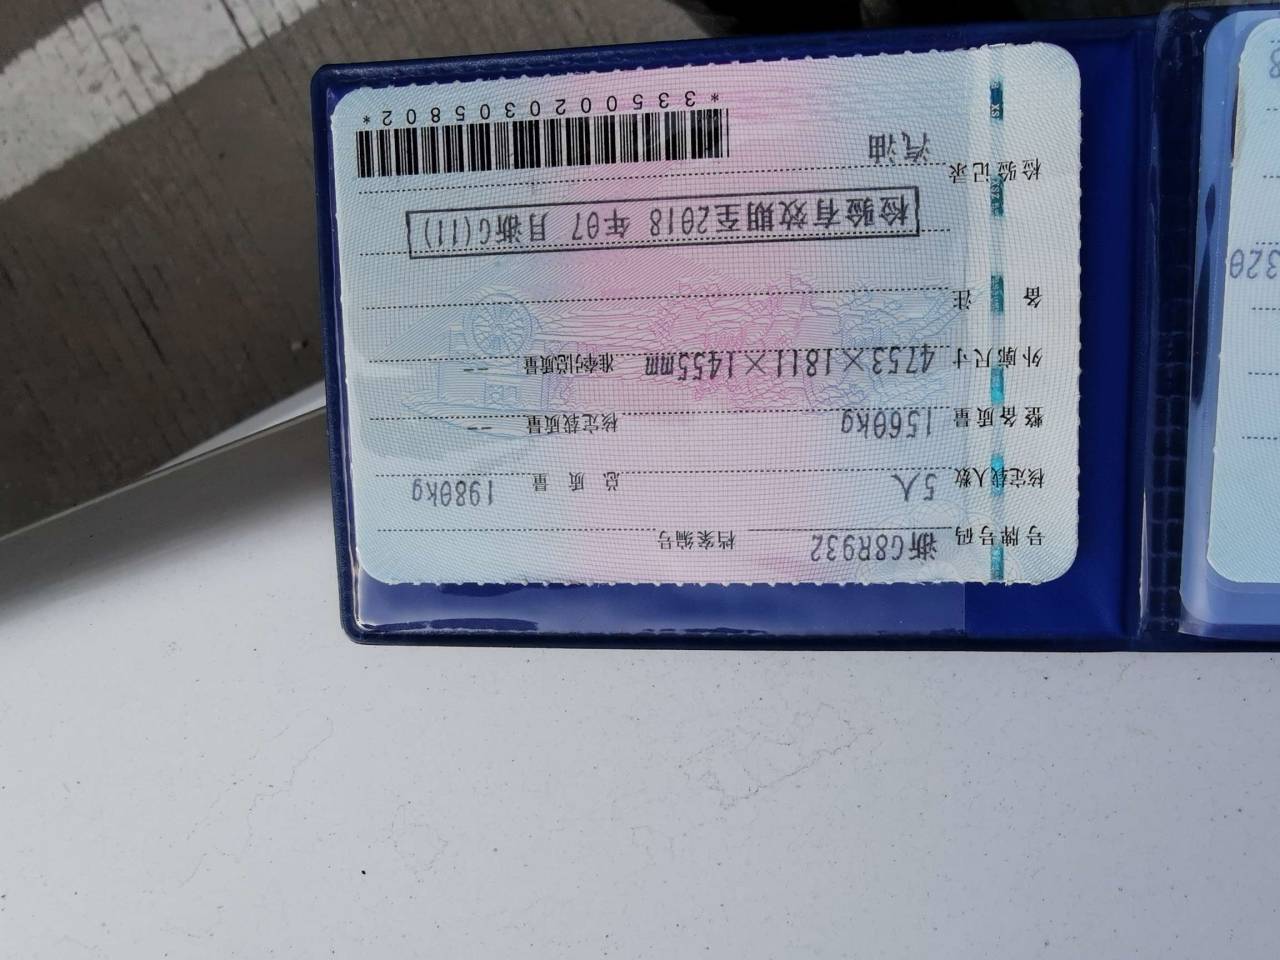 号牌号码 浙G8R932 档案编号
核定载人数 5人 总质量 1980kg
整备质量 1560kg 核定载质量 --
外廓尺寸 4753×1811×1455mm 准牵引总质量 --
备注
检验有效期至2018年07月浙G(11)
检验记录
汽油
*3350020305802*
320